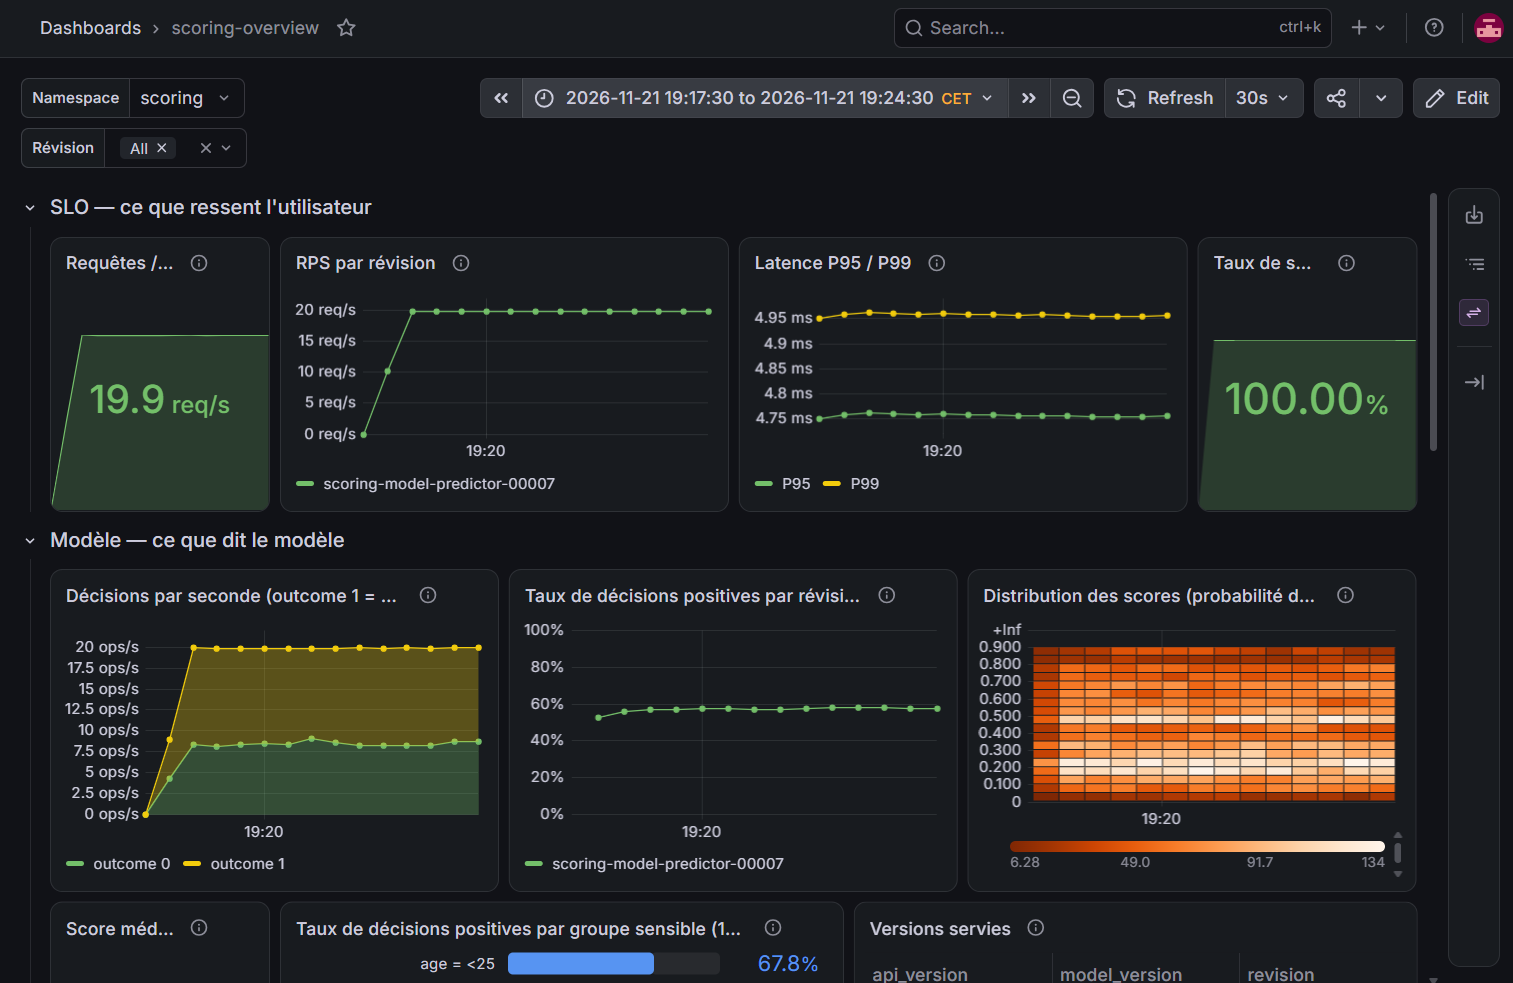 Dashboards › scoring-overview
Search... ctrl+k
Namespace scoring
2026-11-21 19:17:30 to 2026-11-21 19:24:30 CET
Refresh 30s
Edit
Révision All
SLO — ce que ressent l'utilisateur
Requêtes /...
19.9 req/s
RPS par révision
20 req/s
15 req/s
10 req/s
5 req/s
0 req/s
19:20
scoring-model-predictor-00007
Latence P95 / P99
4.95 ms
4.9 ms
4.85 ms
4.8 ms
4.75 ms
19:20
P95 P99
Taux de s...
100.00%
Modèle — ce que dit le modèle
Décisions par seconde (outcome 1 = ...
20 ops/s
17.5 ops/s
15 ops/s
12.5 ops/s
10 ops/s
7.5 ops/s
5 ops/s
2.5 ops/s
0 ops/s
19:20
outcome 0 outcome 1
Taux de décisions positives par révisi...
100%
80%
60%
40%
20%
0%
19:20
scoring-model-predictor-00007
Distribution des scores (probabilité d...
+Inf
0.900
0.800
0.700
0.600
0.500
0.400
0.300
0.200
0.100
0
19:20
6.28 49.0 91.7 134
Score méd...
Taux de décisions positives par groupe sensible (1...
age = <25 67.8%
Versions servies
api_version model_version revision